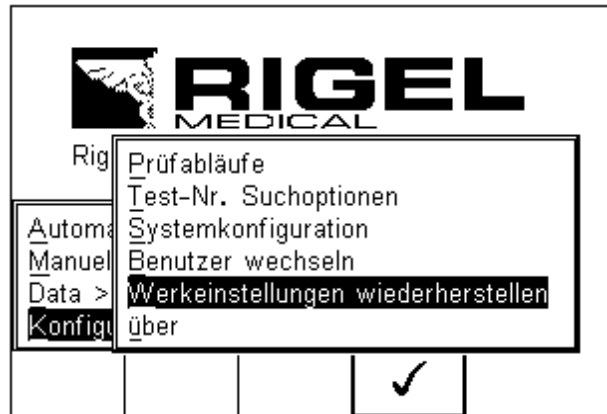 RIGEL
MEDICAL
Rig
Prüfabläufe
Test-Nr. Suchoptionen
Systemkonfiguration
Benutzer wechseln
Werkeinstellungen wiederherstellen
über
Automa
Manuel
Data >
Konfigu